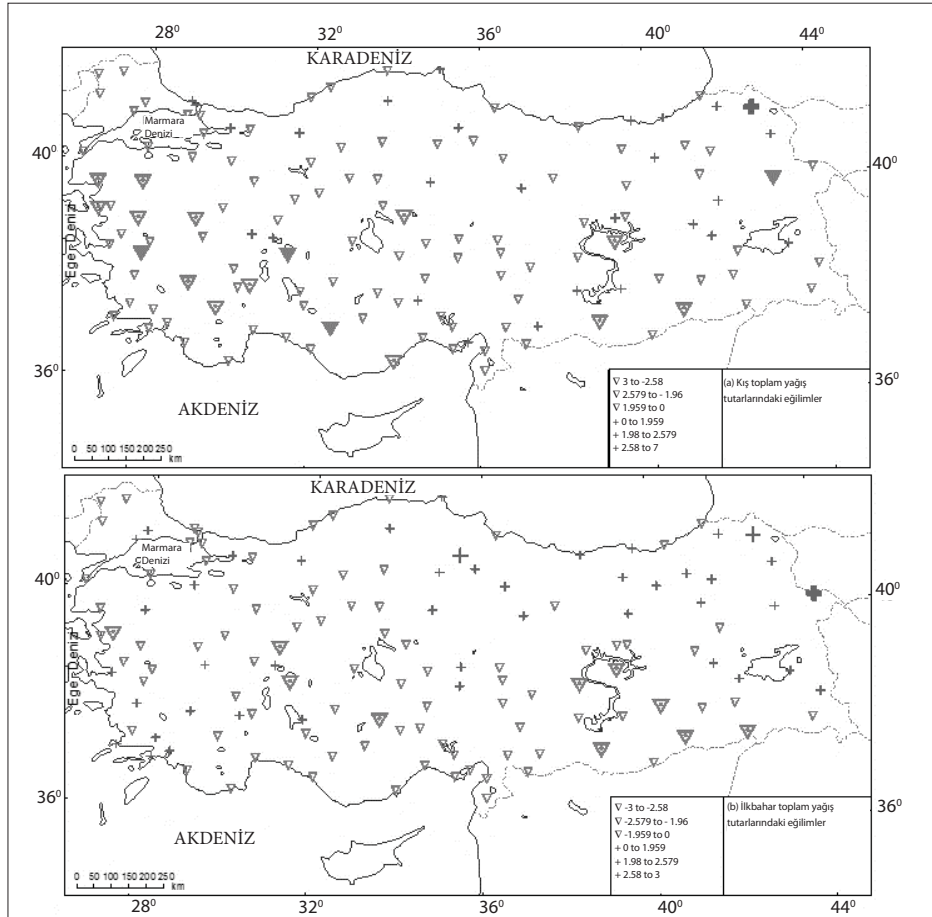 28⁰ 32⁰ 36⁰ 40⁰ 44⁰
KARADENİZ
Marmara
Denizi
40⁰ 40⁰
Ege Denizi
36⁰ 36⁰
AKDENİZ
0 50 100 150 200 250
km
∇ 3 to -2.58
∇ 2.579 to - 1.96
∇ 1.959 to 0
+ 0 to 1.959
+ 1.98 to 2.579
+ 2.58 to 7
(a) Kış toplam yağış
tutarlarındaki eğilimler
KARADENİZ
Marmara
Denizi
40⁰ 40⁰
Ege Denizi
36⁰ 36⁰
AKDENİZ
0 50 100 150 200 250
km
∇ -3 to -2.58
∇ -2.579 to - 1.96
∇ -1.959 to 0
+ 0 to 1.959
+ 1.98 to 2.579
+ 2.58 to 3
(b) İlkbahar toplam yağış
tutarlarındaki eğilimler
28⁰ 32⁰ 36⁰ 40⁰ 44⁰